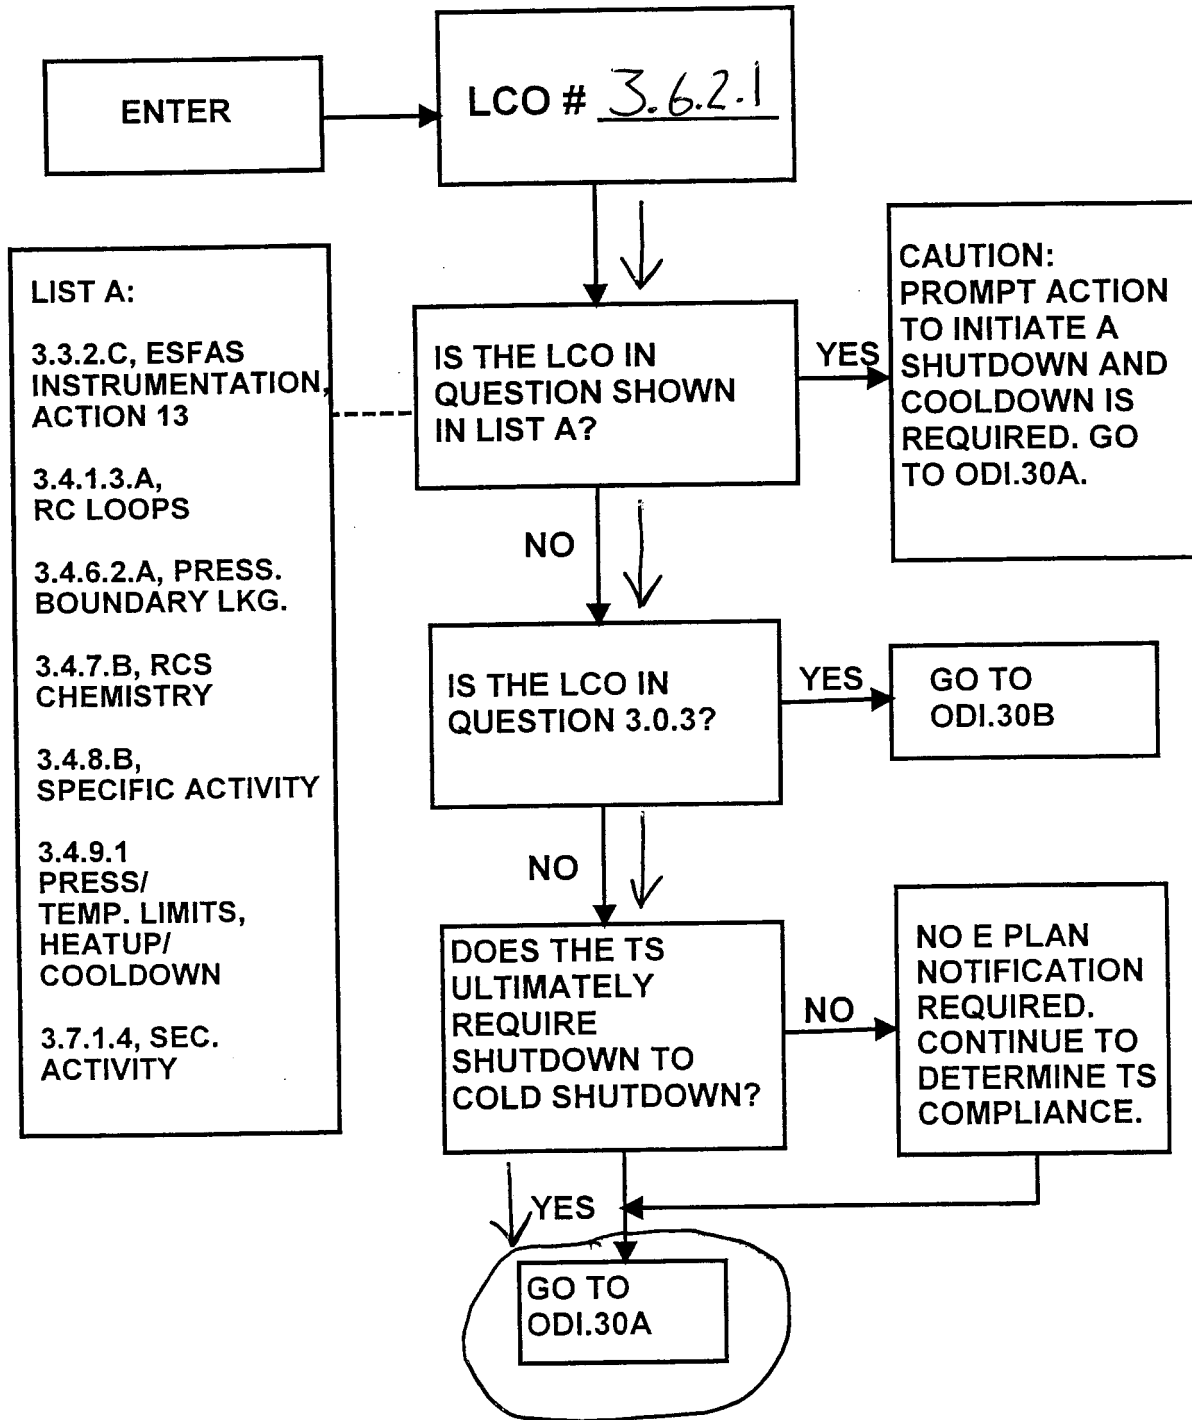 ENTER
LCO # 3.6.2.1
LIST A:
3.3.2.C, ESFAS
INSTRUMENTATION,
ACTION 13
3.4.1.3.A,
RC LOOPS
3.4.6.2.A, PRESS.
BOUNDARY LKG.
3.4.7.B, RCS
CHEMISTRY
3.4.8.B,
SPECIFIC ACTIVITY
3.4.9.1
PRESS/
TEMP. LIMITS,
HEATUP/
COOLDOWN
3.7.1.4, SEC.
ACTIVITY
IS THE LCO IN
QUESTION SHOWN
IN LIST A?
YES
CAUTION:
PROMPT ACTION
TO INITIATE A
SHUTDOWN AND
COOLDOWN IS
REQUIRED. GO
TO ODI.30A.
NO
IS THE LCO IN
QUESTION 3.0.3?
YES
GO TO
ODI.30B
NO
DOES THE TS
ULTIMATELY
REQUIRE
SHUTDOWN TO
COLD SHUTDOWN?
NO
NO E PLAN
NOTIFICATION
REQUIRED.
CONTINUE TO
DETERMINE TS
COMPLIANCE.
YES
GO TO
ODI.30A